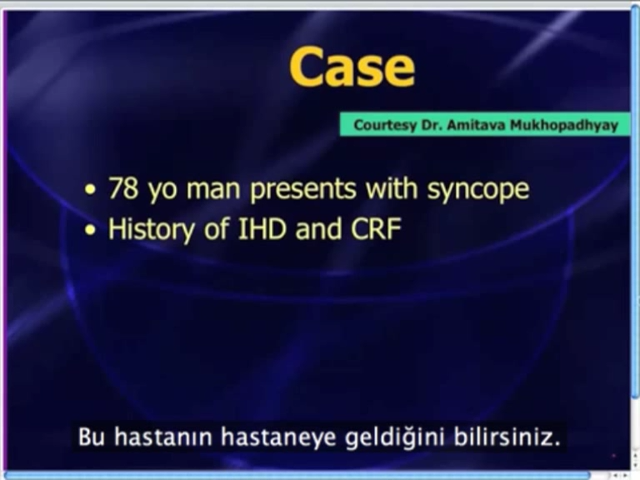 Case
Courtesy Dr. Amitava Mukhopadhyay
• 78 yo man presents with syncope
• History of IHD and CRF
Bu hastanın hastaneye geldiğini bilirsiniz.